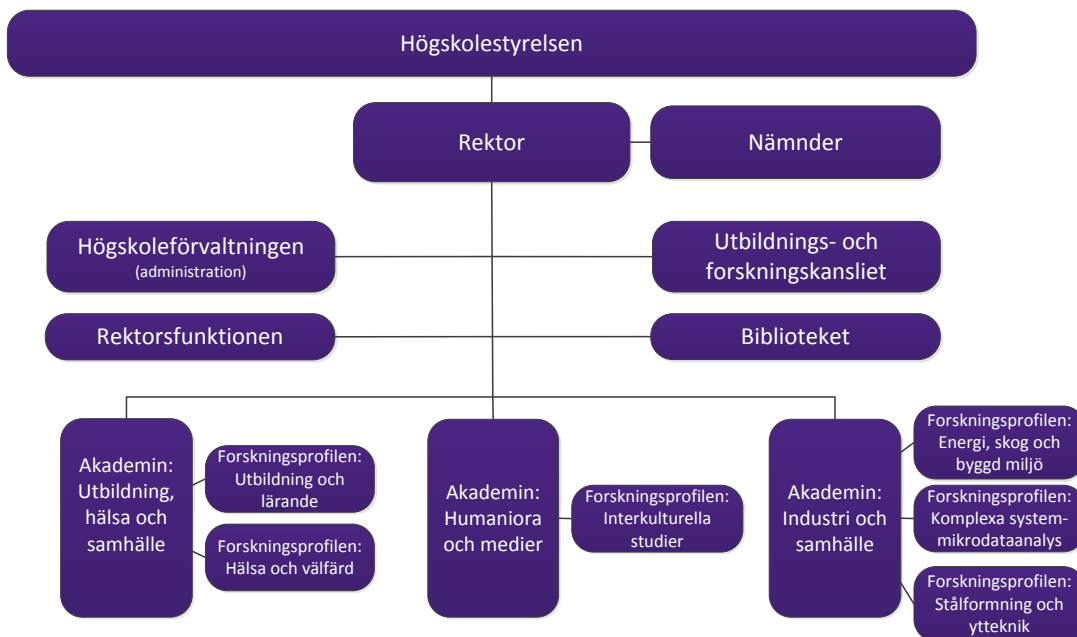 Högskolestyrelsen
Rektor
Nämnder
Högskoleförvaltningen
(administration)
Utbildnings- och
forskningskansliet
Rektorsfunktionen
Biblioteket
Akademin:
Utbildning,
hälsa och
samhälle
Forskningsprofilen:
Utbildning och
lärande
Forskningsprofilen:
Hälsa och välfärd
Akademin:
Humaniora
och medier
Forskningsprofilen:
Interkulturella
studier
Akademin:
Industri och
samhälle
Forskningsprofilen:
Energi, skog och
byggd miljö
Forskningsprofilen:
Komplexa system-
mikrodataanalys
Forskningsprofilen:
Stålformning och
ytteknik